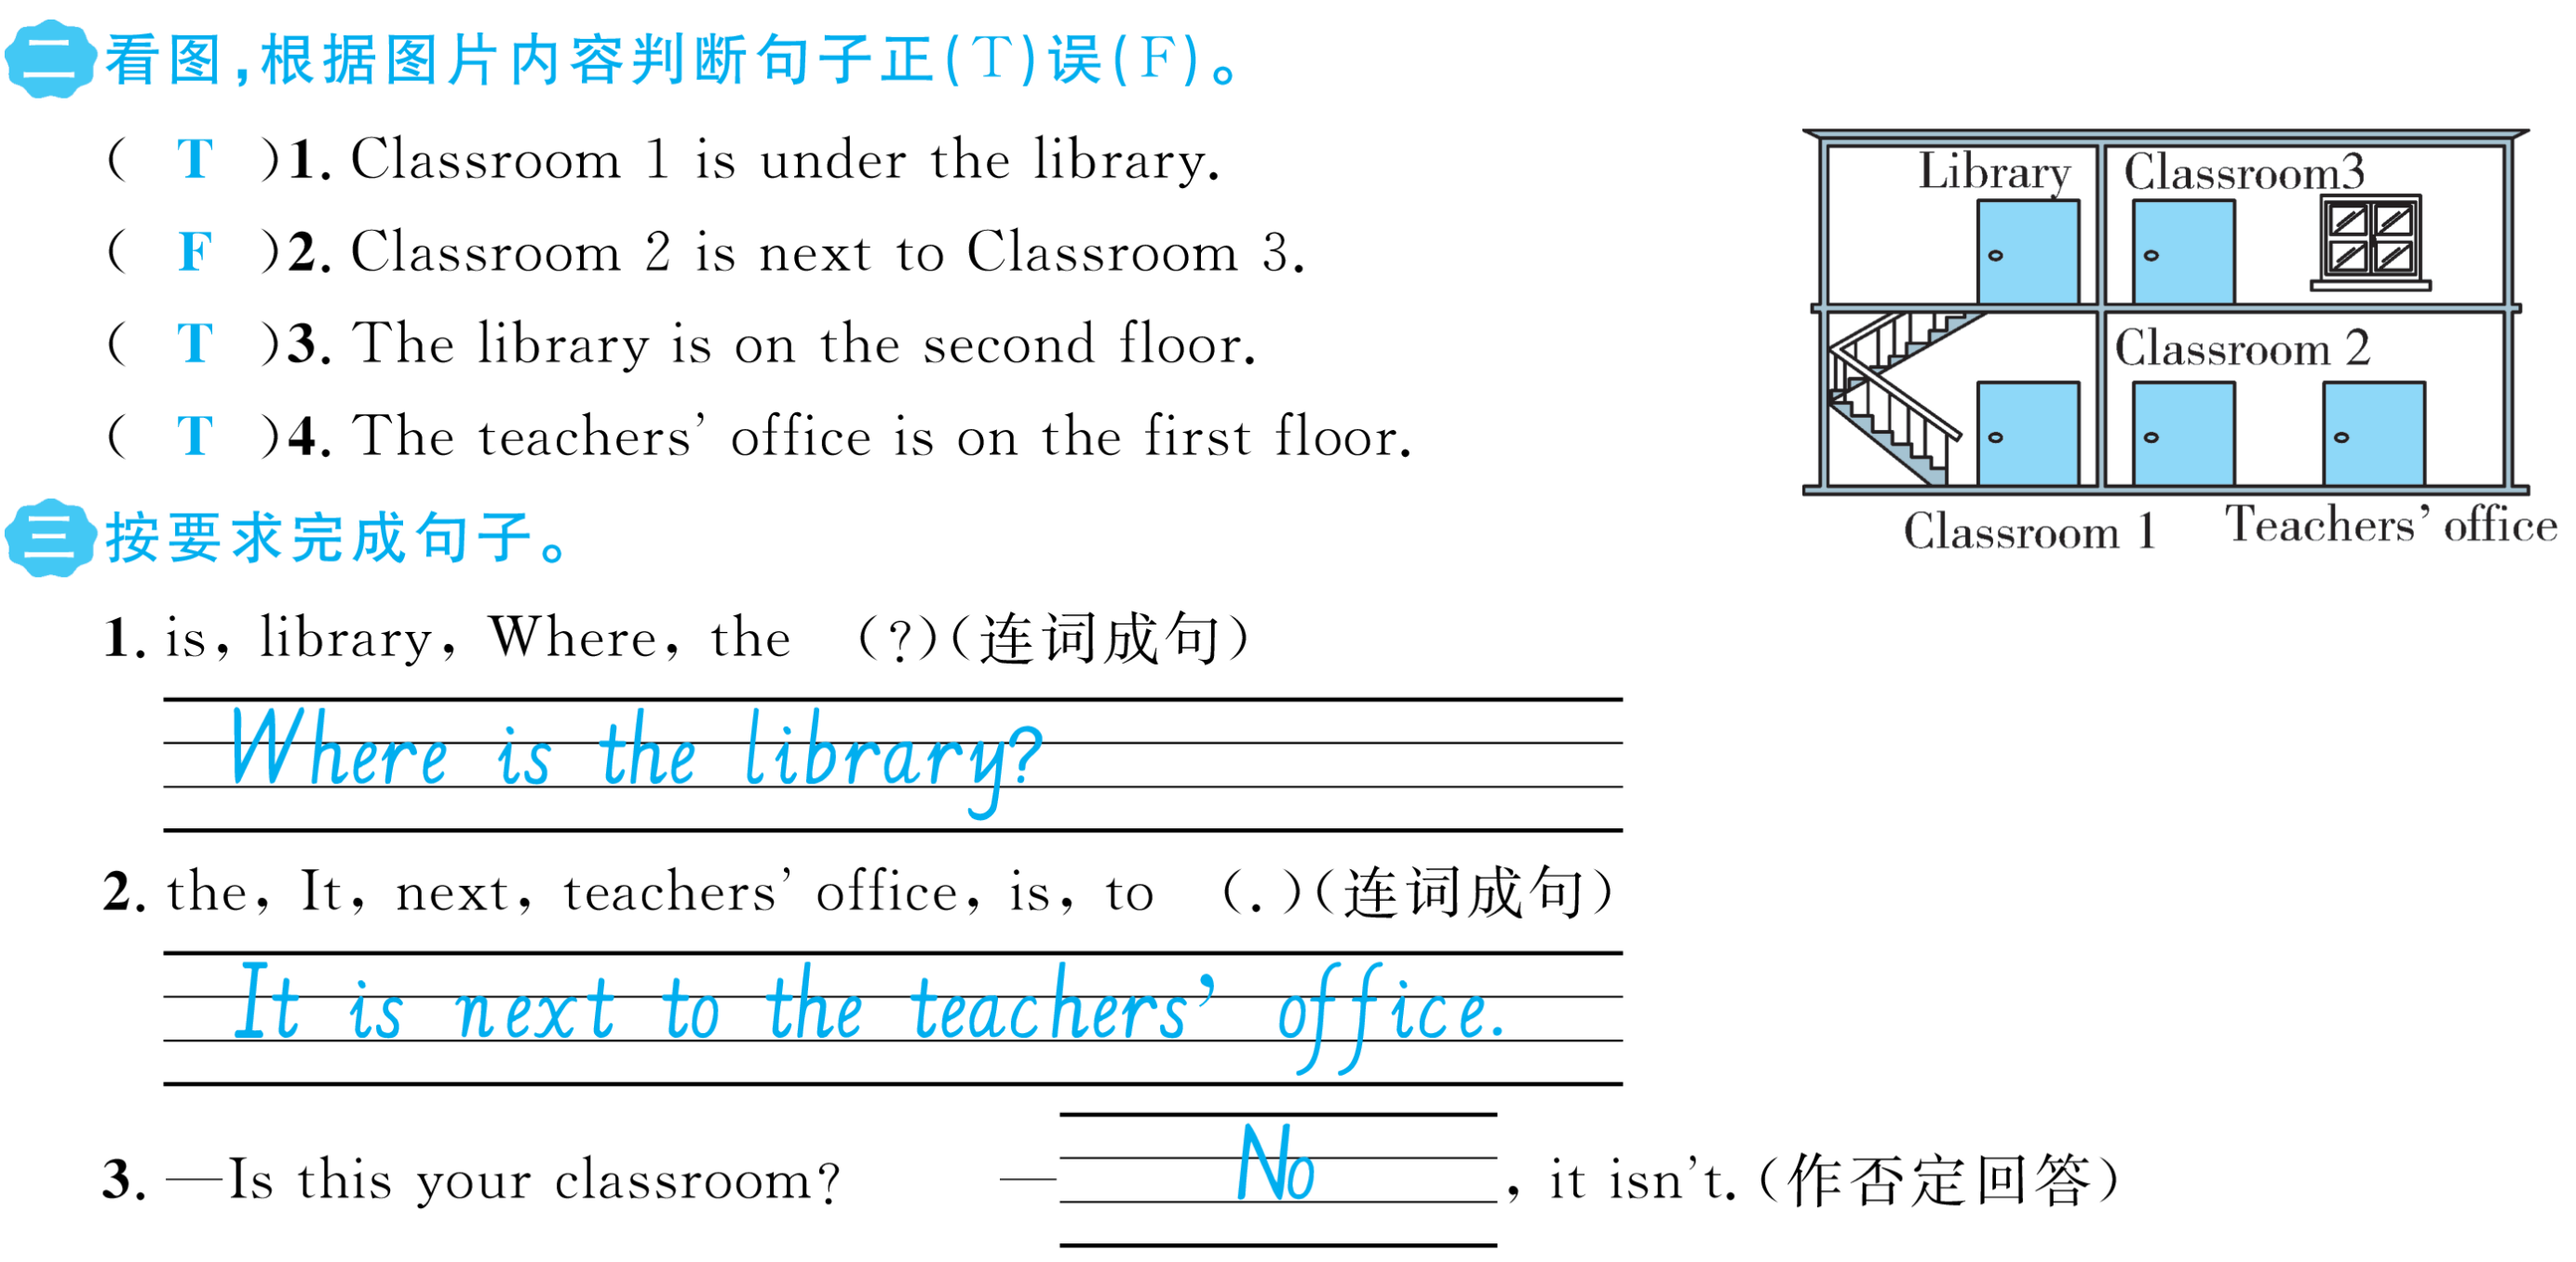 二 看图,根据图片内容判断句子正(T)误(F)。
( T )1. Classroom 1 is under the library.
( F )2. Classroom 2 is next to Classroom 3.
( T )3. The library is on the second floor.
( T )4. The teachers' office is on the first floor.
Library Classroom3
Classroom 2
Classroom 1 Teachers' office
三 按要求完成句子。
1. is, library, Where, the (?)(连词成句)
Where is the library?
2. the, It, next, teachers' office, is, to (.)(连词成句)
It is next to the teachers' office.
3. —Is this your classroom? —No, it isn't.(作否定回答)